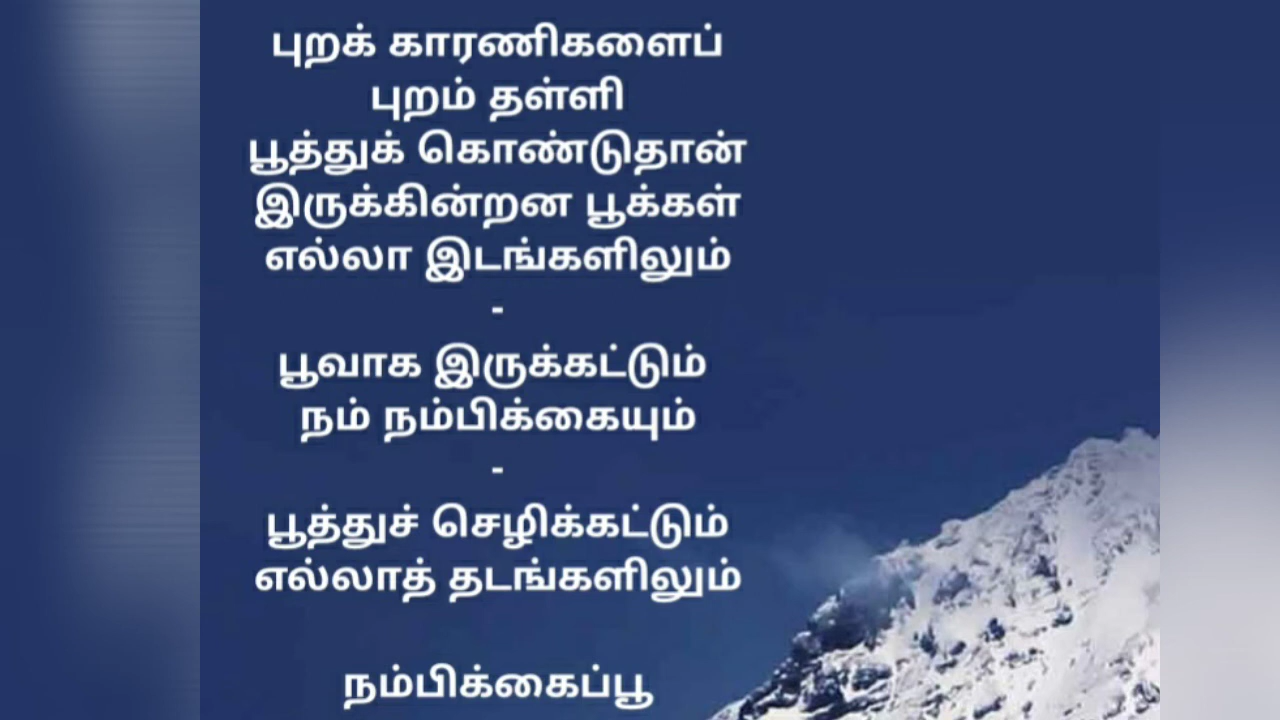 புறக் காரணிகளைப்
புறம் தள்ளி
பூத்துக் கொண்டுதான்
இருக்கின்றன பூக்கள்
எல்லா இடங்களிலும்
-
பூவாக இருக்கட்டும்
நம் நம்பிக்கையும்
-
பூத்துச் செழிக்கட்டும்
எல்லாத் தடங்களிலும்
நம்பிக்கைப்பூ